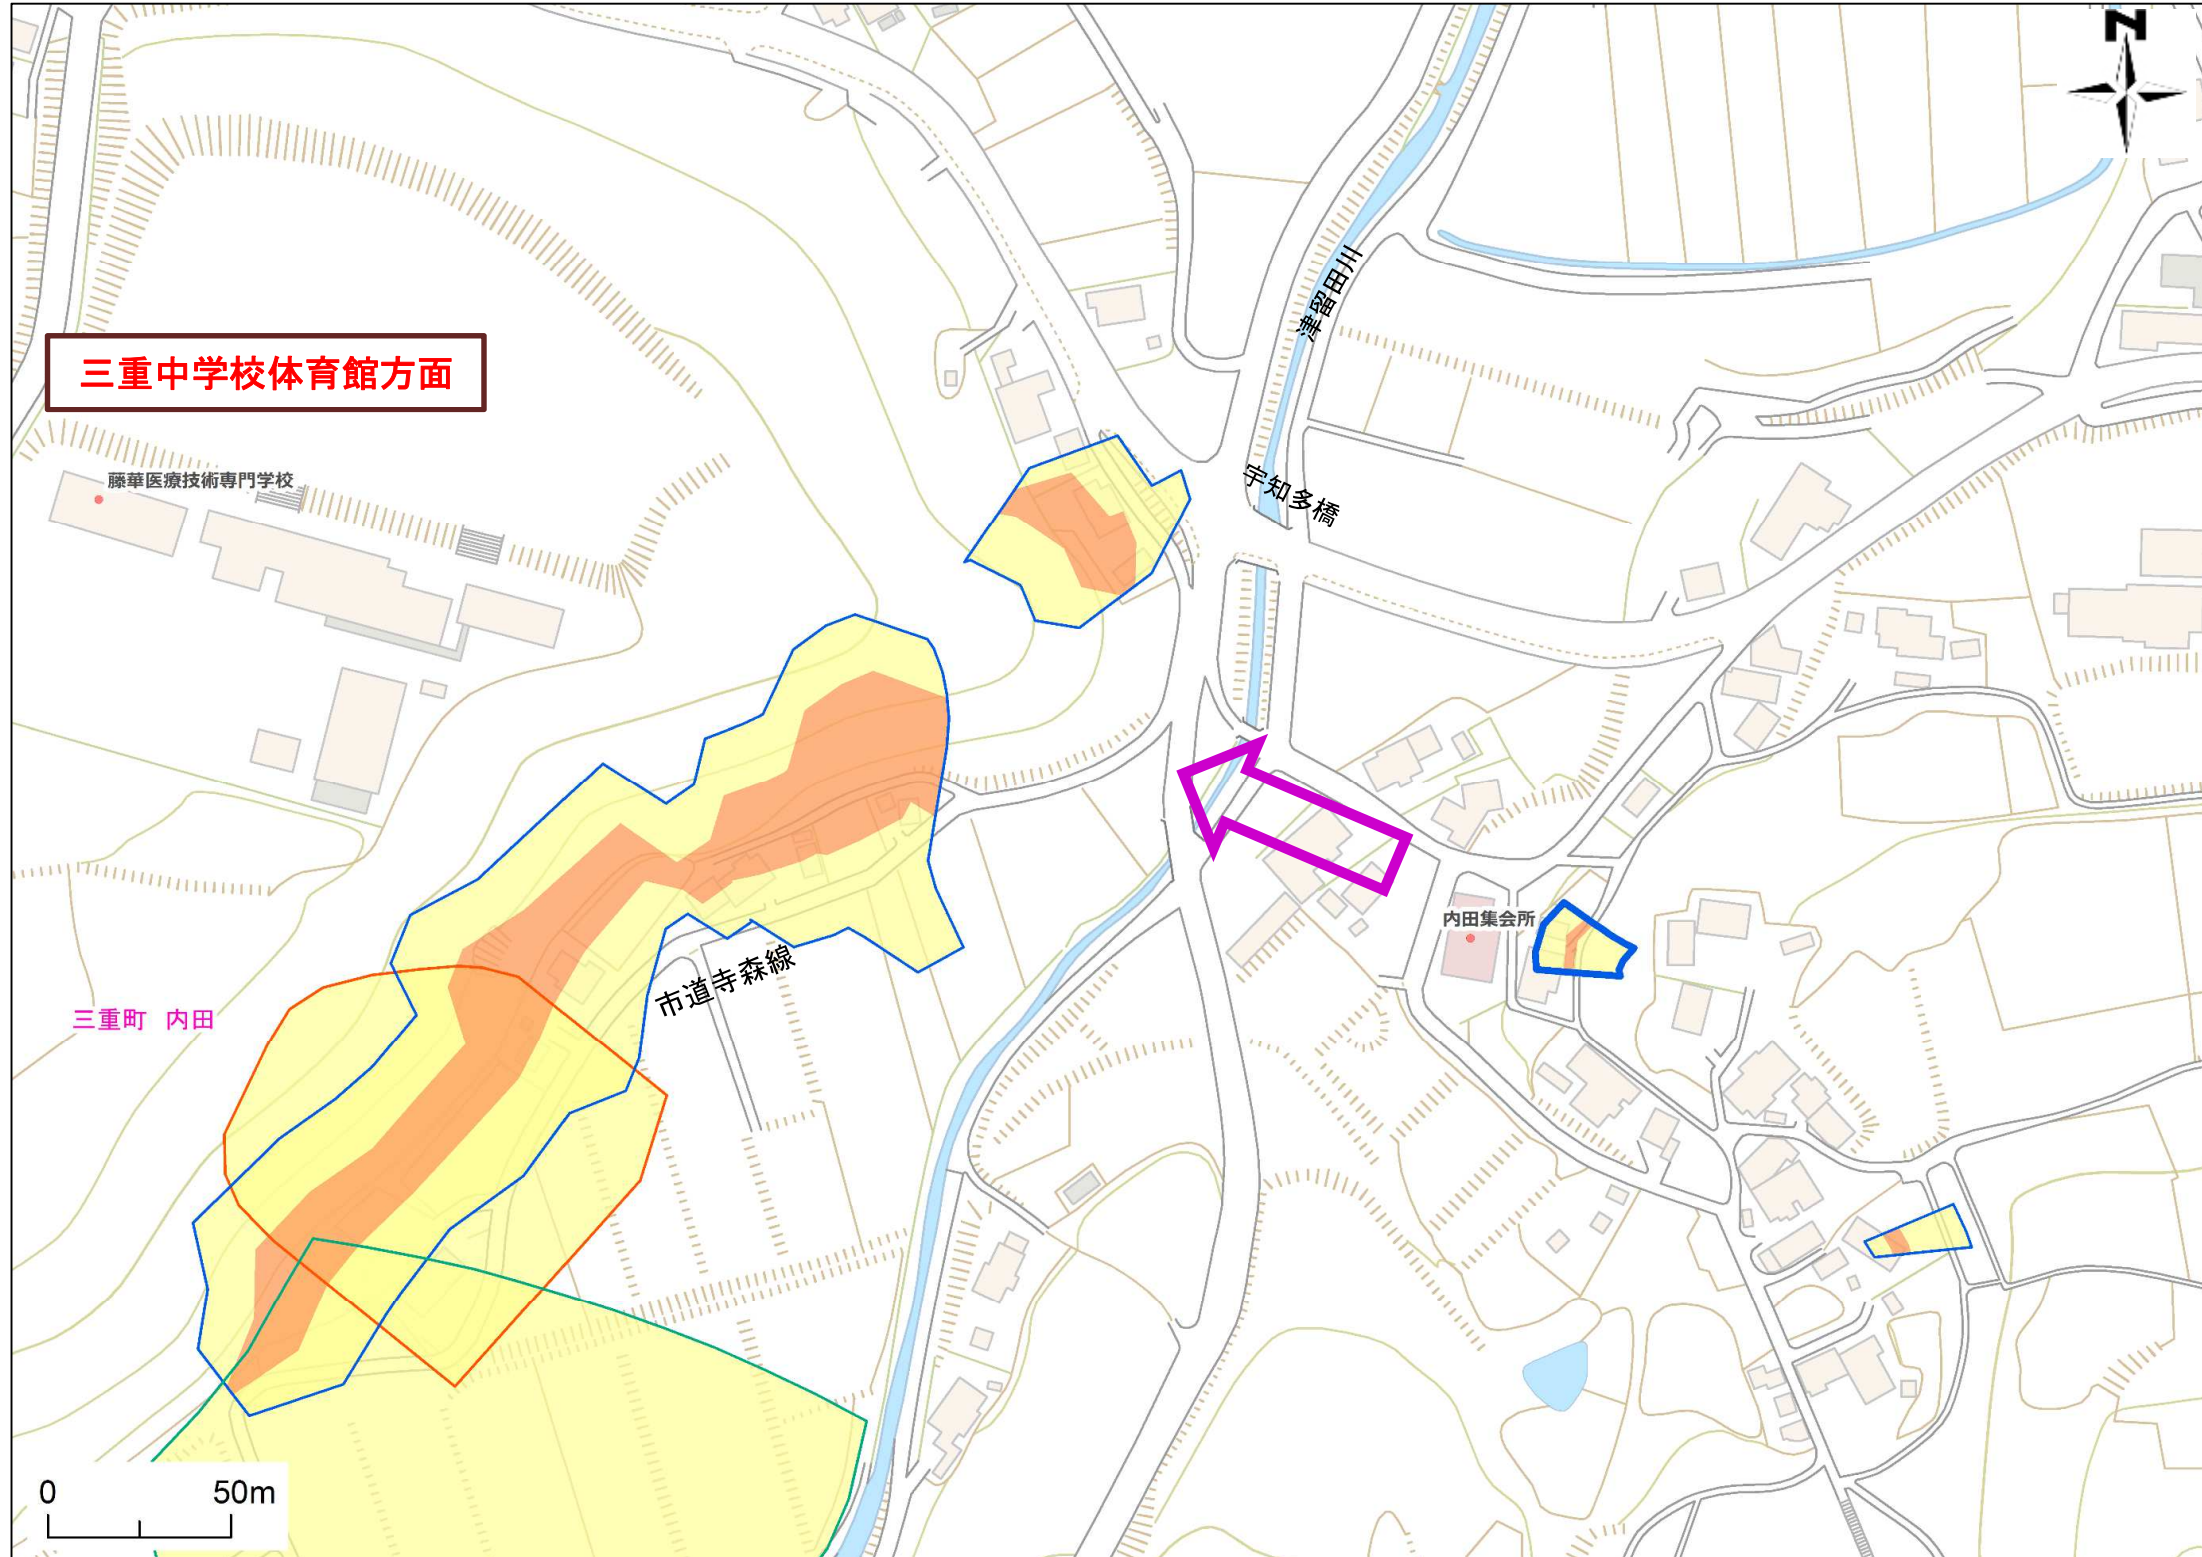 N
津留田川
三重中学校体育館方面
藤華医療技術専門学校
宇知多橋
内田集会所
市道寺森線
三重町 内田
0 50m